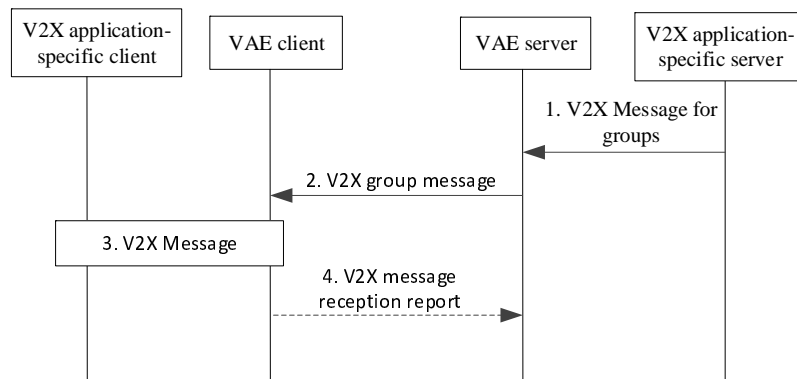 V2X application-
specific client
VAE client
VAE server
V2X application-
specific server
1. V2X Message for
groups
2. V2X group message
3. V2X Message
4. V2X message
reception report